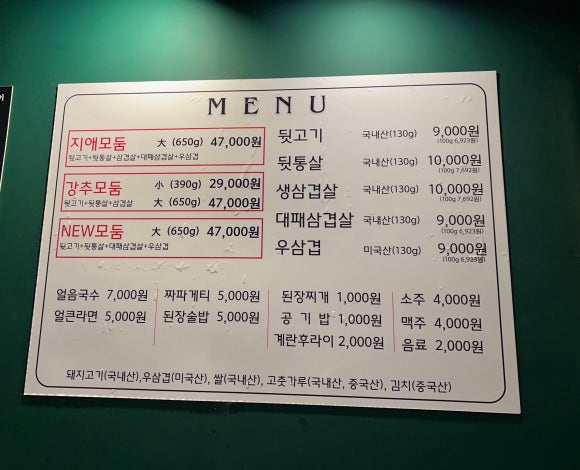 MENU
지애모둠 大 (650g) 47,000원
뒷고기+뒷통살+삼겹살+대패삼겹살+우삼겹
강추모둠 小 (390g) 29,000원
뒷고기+뒷통살+삼겹살 大 (650g) 47,000원
NEW모둠 大 (650g) 47,000원
뒷고기+뒷통살+대패삼겹살+우삼겹
뒷고기 국내산(130g) 9,000원
(100g 6,923원)
뒷통살 국내산(130g) 10,000원
(100g 7,692원)
생삼겹살 국내산(130g) 10,000원
(100g 7,692원)
대패삼겹살 국내산(130g) 9,000원
(100g 6,923원)
우삼겹 미국산(130g) 9,000원
(100g 6,923원)
얼음국수 7,000원
얼큰라면 5,000원
짜파게티 5,000원
된장술밥 5,000원
된장찌개 1,000원
공기밥 1,000원
계란후라이 2,000원
소주 4,000원
맥주 4,000원
음료 2,000원
돼지고기(국내산),우삼겹(미국산), 쌀(국내산), 고춧가루(국내산, 중국산), 김치(중국산)